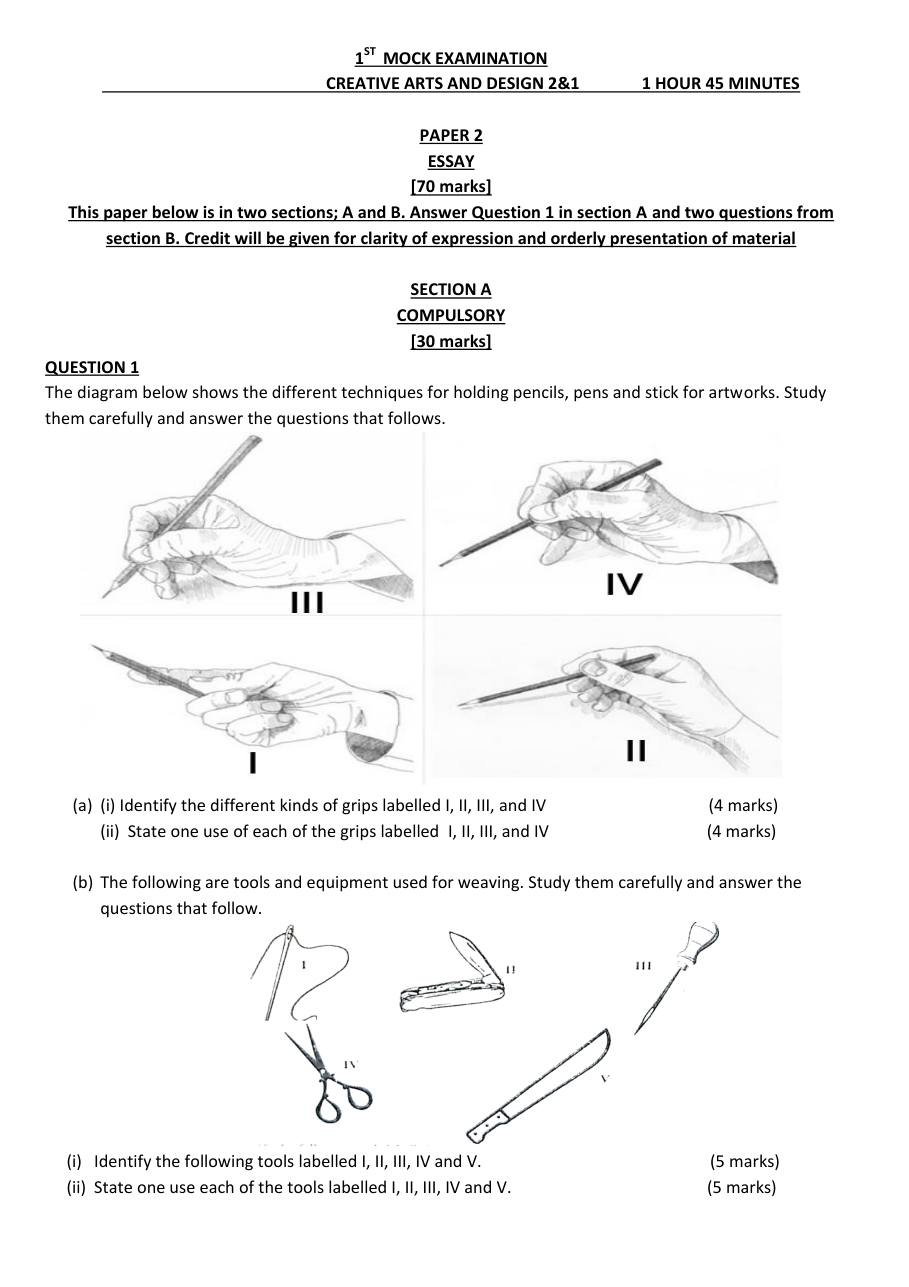 1ST MOCK EXAMINATION
CREATIVE ARTS AND DESIGN 2&1 1 HOUR 45 MINUTES
PAPER 2
ESSAY
[70 marks]
This paper below is in two sections; A and B. Answer Question 1 in section A and two questions from
section B. Credit will be given for clarity of expression and orderly presentation of material
SECTION A
COMPULSORY
[30 marks]
QUESTION 1
The diagram below shows the different techniques for holding pencils, pens and stick for artworks. Study
them carefully and answer the questions that follows.
III
IV
I
II
(a) (i) Identify the different kinds of grips labelled I, II, III, and IV (4 marks)
(ii) State one use of each of the grips labelled I, II, III, and IV (4 marks)
(b) The following are tools and equipment used for weaving. Study them carefully and answer the
questions that follow.
I
II
III
IV
V
(i) Identify the following tools labelled I, II, III, IV and V. (5 marks)
(ii) State one use each of the tools labelled I, II, III, IV and V. (5 marks)